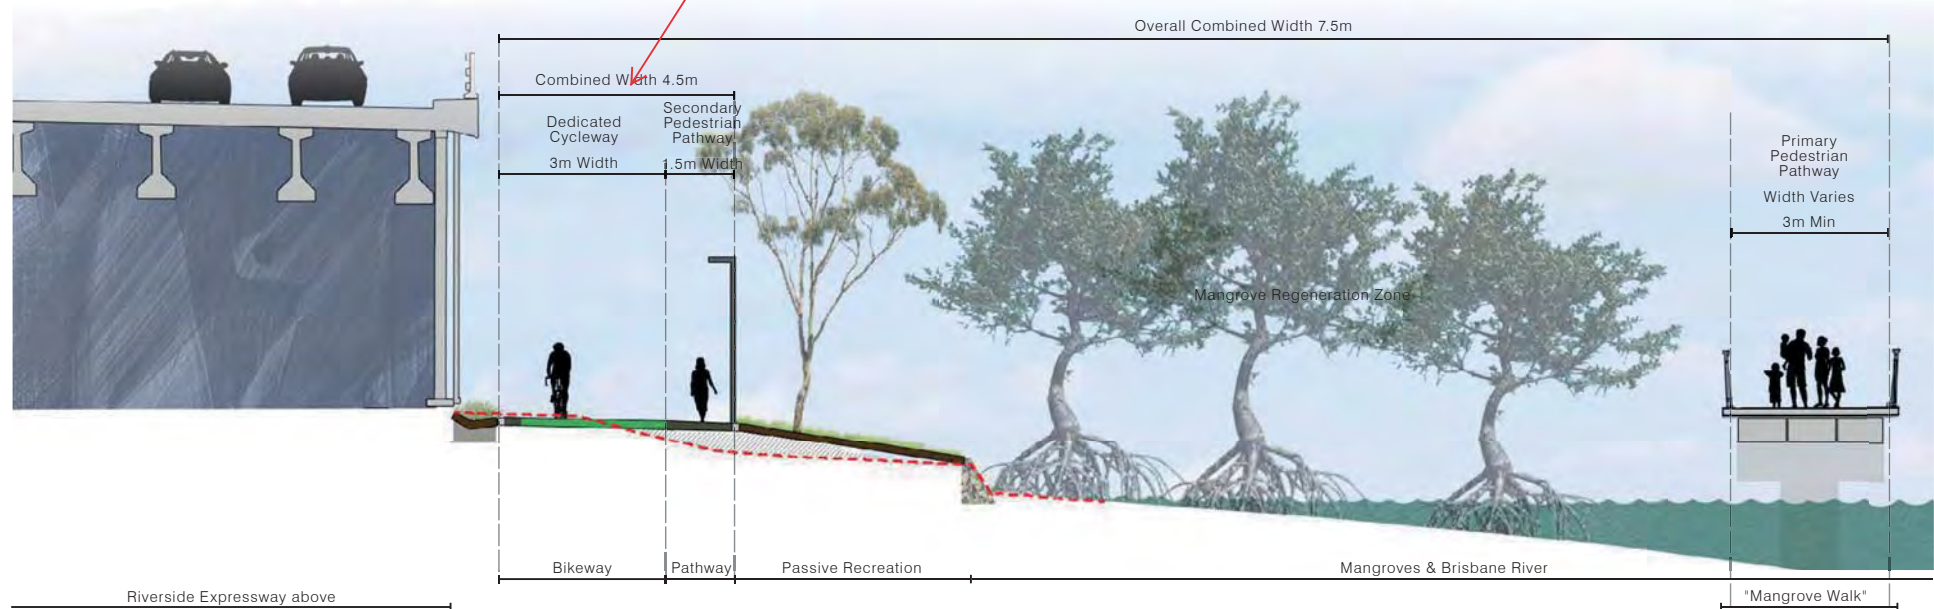 Overall Combined Width 7.5m
Combined Width 4.5m
Dedicated
Cycleway
3m Width
Secondary
Pedestrian
Pathway
1.5m Width
Primary
Pedestrian
Pathway
Width Varies
3m Min
Mangrove Regeneration Zone
Bikeway
Pathway
Passive Recreation
Mangroves & Brisbane River
Riverside Expressway above
"Mangrove Walk"